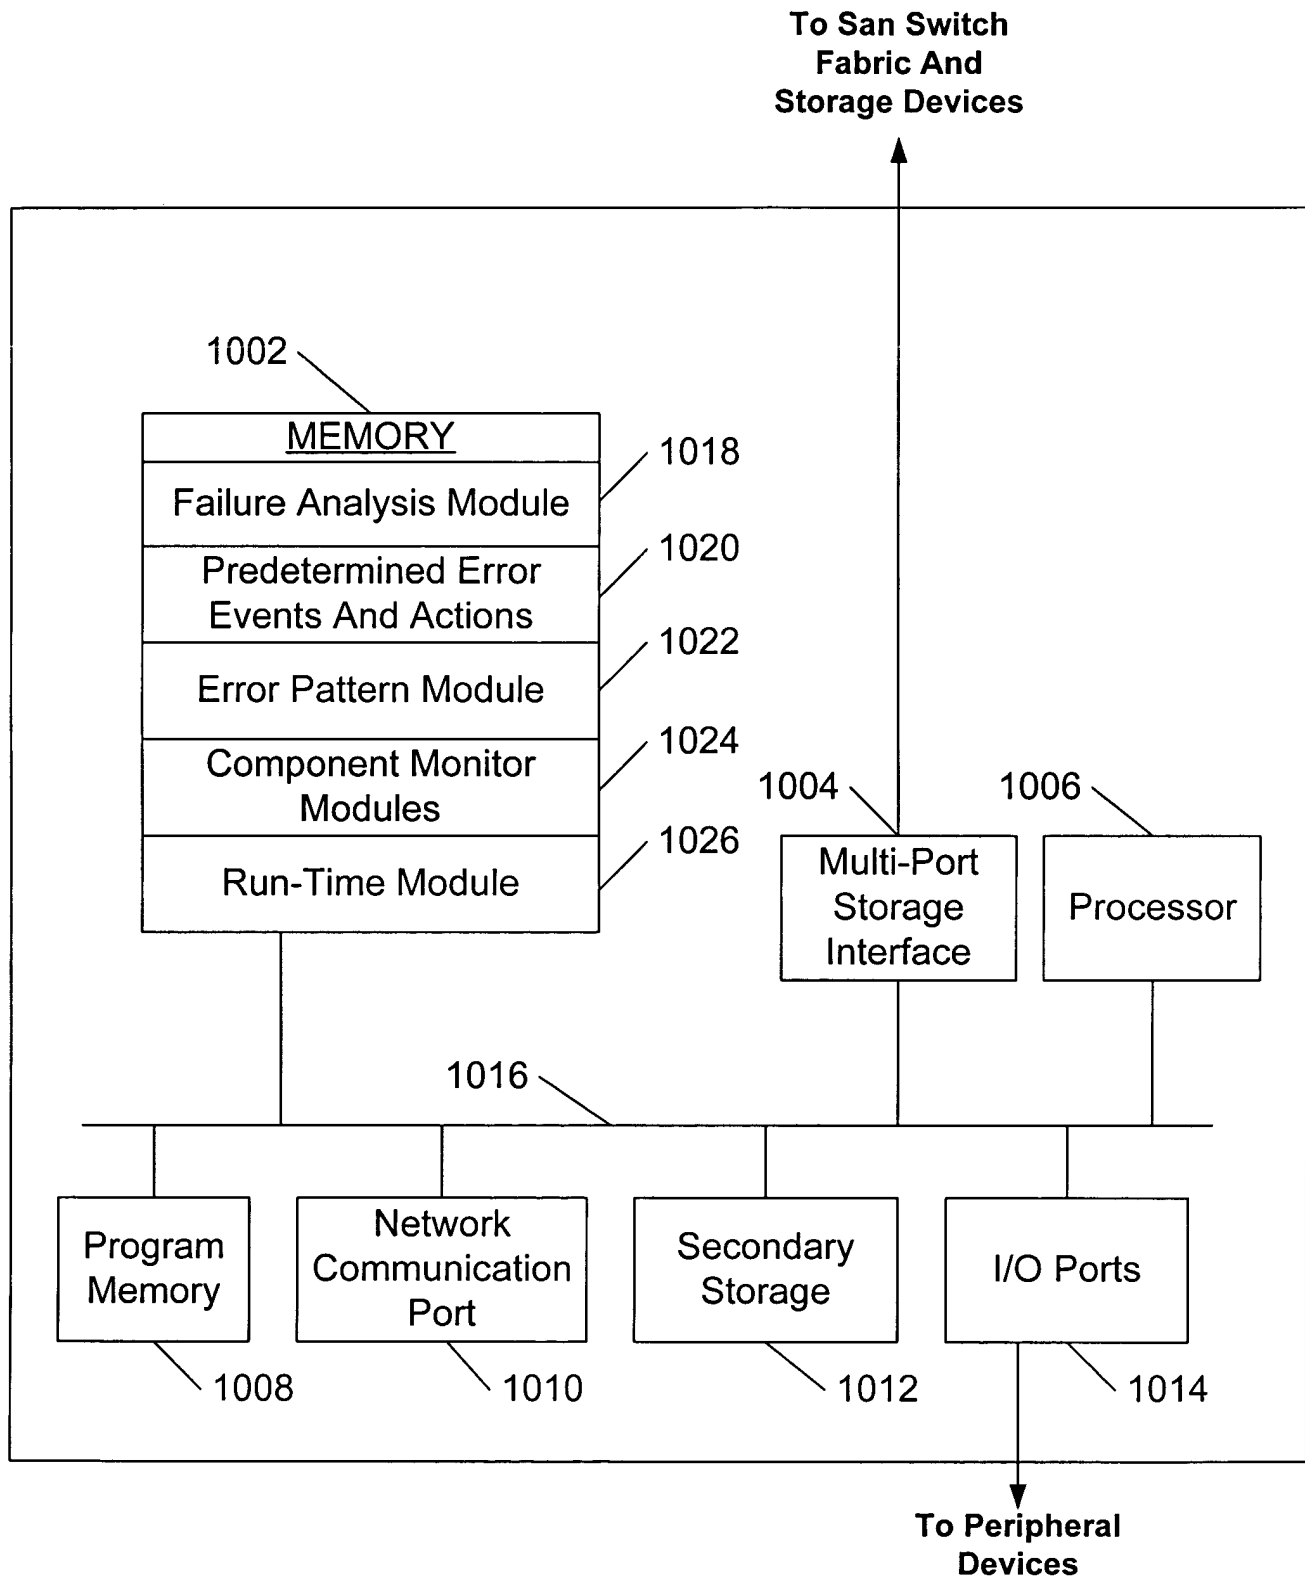 To San Switch
Fabric And
Storage Devices
1002
MEMORY
1018
Failure Analysis Module
1020
Predetermined Error
Events And Actions
1022
Error Pattern Module
1024
Component Monitor
Modules
1026
Run-Time Module
1004
Multi-Port
Storage
Interface
1006
Processor
1016
Program
Memory
1008
Network
Communication
Port
1010
Secondary
Storage
1012
I/O Ports
1014
To Peripheral
Devices